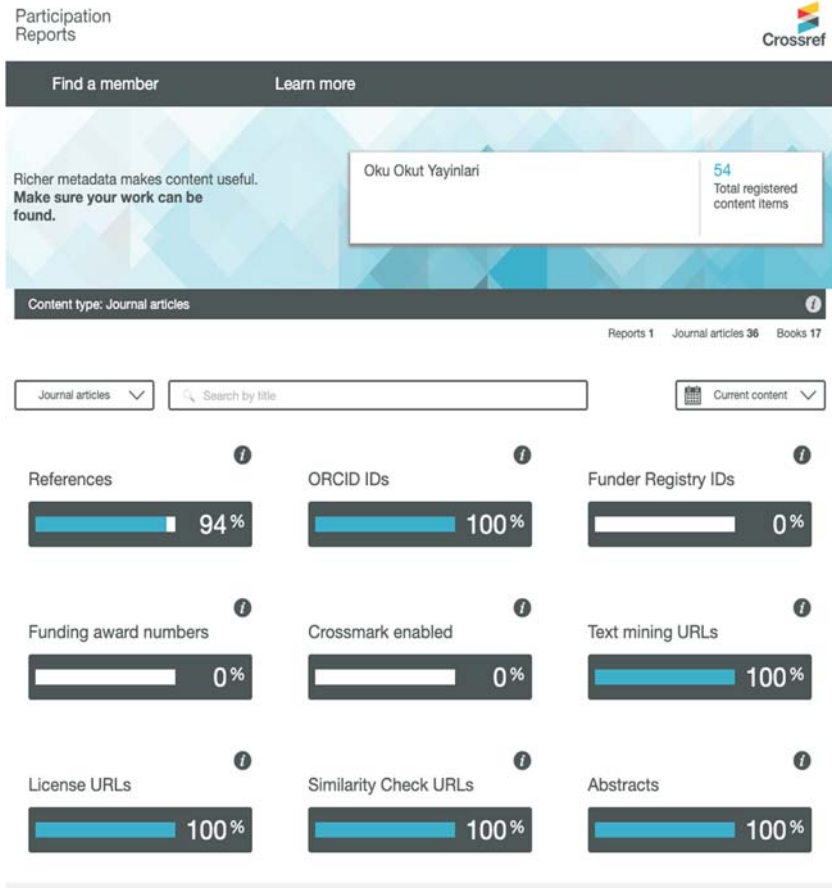 Participation
Reports
Crossref
Find a member
Learn more
Richer metadata makes content useful.
Make sure your work can be
found.
Oku Okut Yayinlari
54
Total registered
content items
Content type: Journal articles
Reports 1
Journal articles 36
Books 17
Journal articles
Search by title
Current content
References
94%
ORCID IDs
100%
Funder Registry IDs
0%
Funding award numbers
0%
Crossmark enabled
0%
Text mining URLs
100%
License URLs
100%
Similarity Check URLs
100%
Abstracts
100%